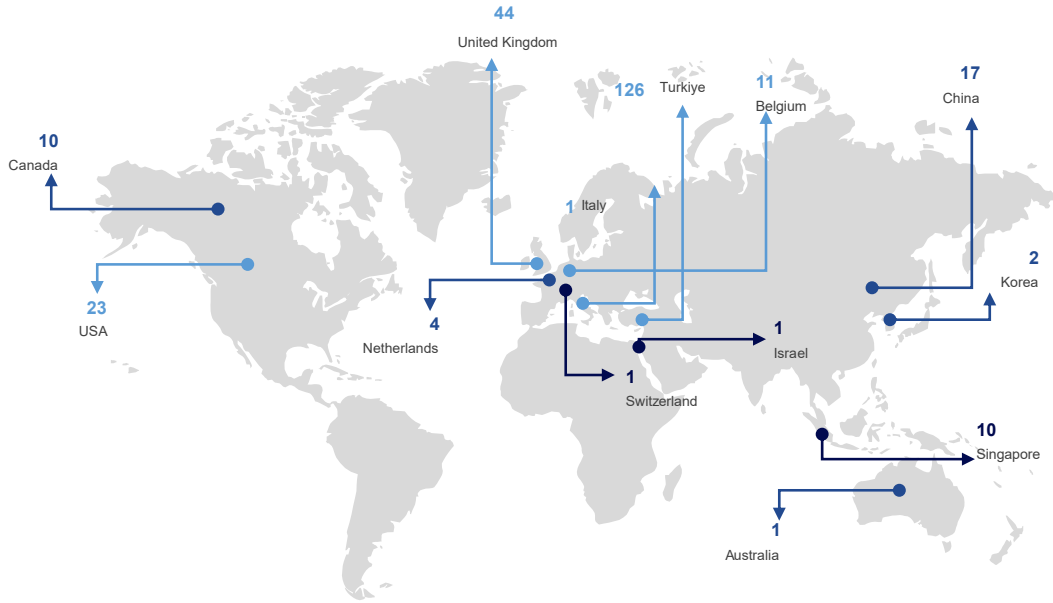 44
United Kingdom
126
Turkiye
11
Belgium
17
China
10
Canada
1 Italy
2
Korea
23
USA
4
Netherlands
1
Israel
1
Switzerland
10
Singapore
1
Australia